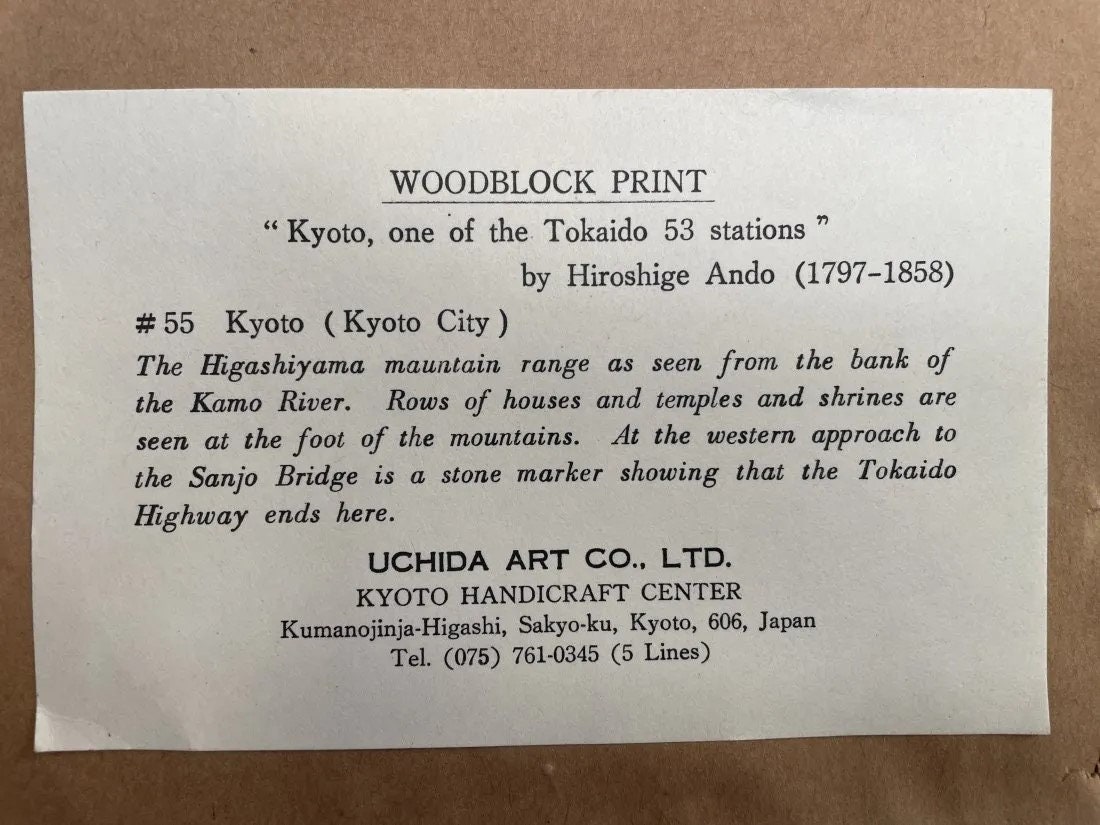 WOODBLOCK PRINT
“ Kyoto, one of the Tokaido 53 stations ”
by Hiroshige Ando (1797-1858)
# 55 Kyoto ( Kyoto City )
The Higashiyama mauntain range as seen from the bank of
the Kamo River. Rows of houses and temples and shrines are
seen at the foot of the mountains. At the western approach to
the Sanjo Bridge is a stone marker showing that the Tokaido
Highway ends here.
UCHIDA ART CO., LTD.
KYOTO HANDICRAFT CENTER
Kumanojinja-Higashi, Sakyo-ku, Kyoto, 606, Japan
Tel. (075) 761-0345 (5 Lines)